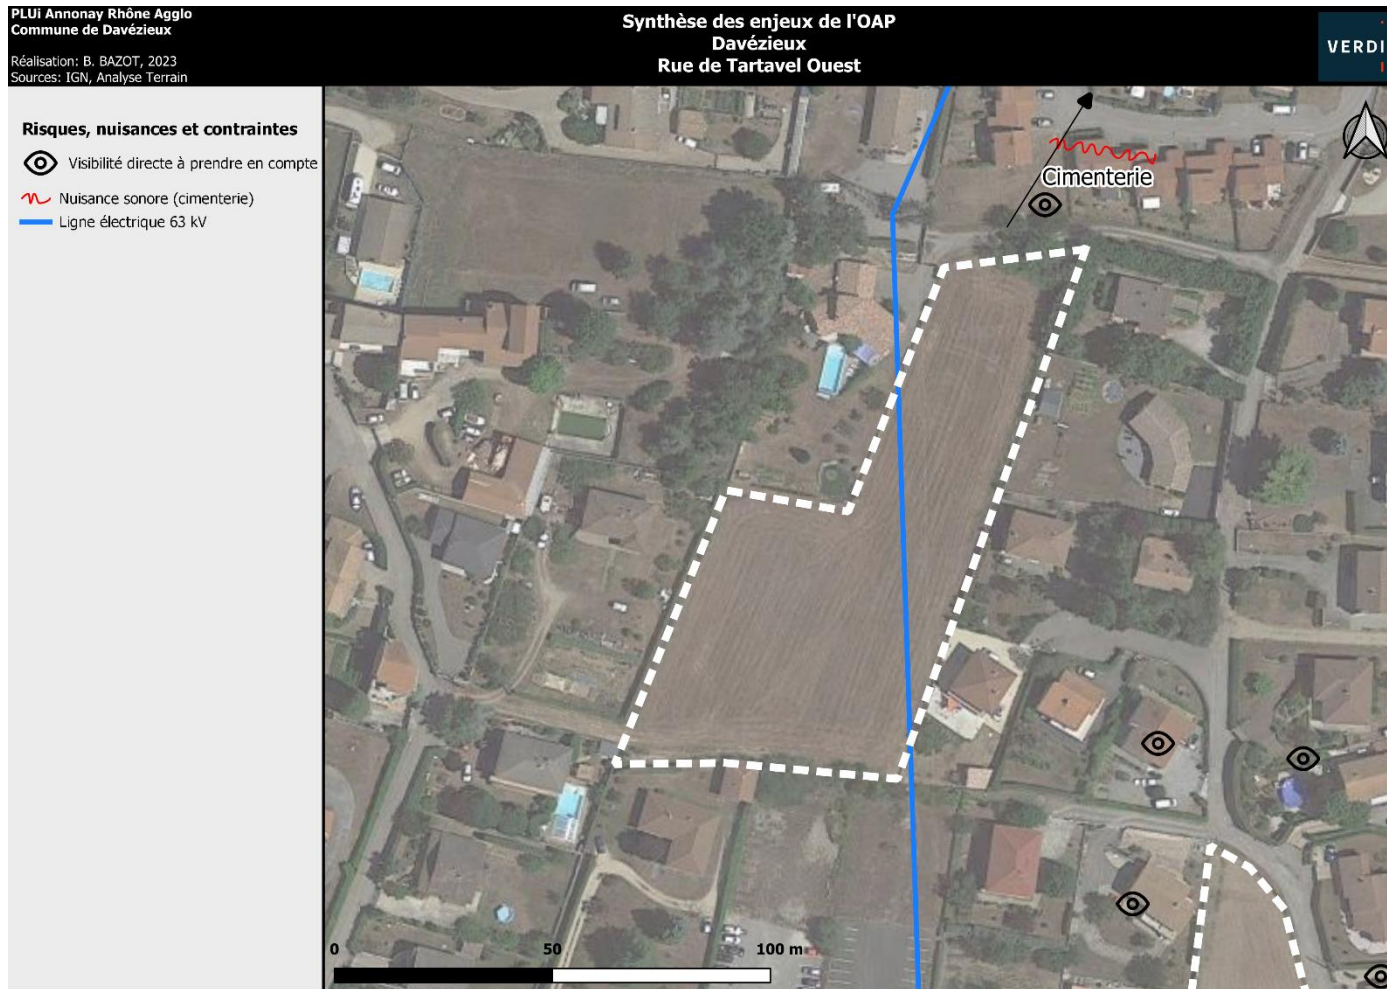 PLUi Annonay Rhône Agglo
Commune de Davézieux
Réalisation: B. BAZOT, 2023
Sources: IGN, Analyse Terrain
Synthèse des enjeux de l'OAP
Davézieux
Rue de Tartavel Ouest
VERDI
Risques, nuisances et contraintes
Visibilité directe à prendre en compte
Nuisance sonore (cimenterie)
Ligne électrique 63 kV
Cimenterie
0 50 100 m